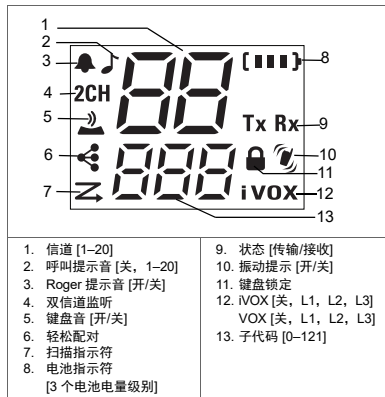 1
2
3
4
5
6
7
8
9
10
11
12
13
88
2CH
Tx Rx
888
iVOX
1. 信道 [1–20]
2. 呼叫提示音 [关，1–20]
3. Roger 提示音 [开/关]
4. 双信道监听
5. 键盘音 [开/关]
6. 轻松配对
7. 扫描指示符
8. 电池指示符
[3 个电池电量级别]
9. 状态 [传输/接收]
10. 振动提示 [开/关]
11. 键盘锁定
12. iVOX [关，L1，L2，L3]
VOX [关，L1，L2，L3]
13. 子代码 [0–121]